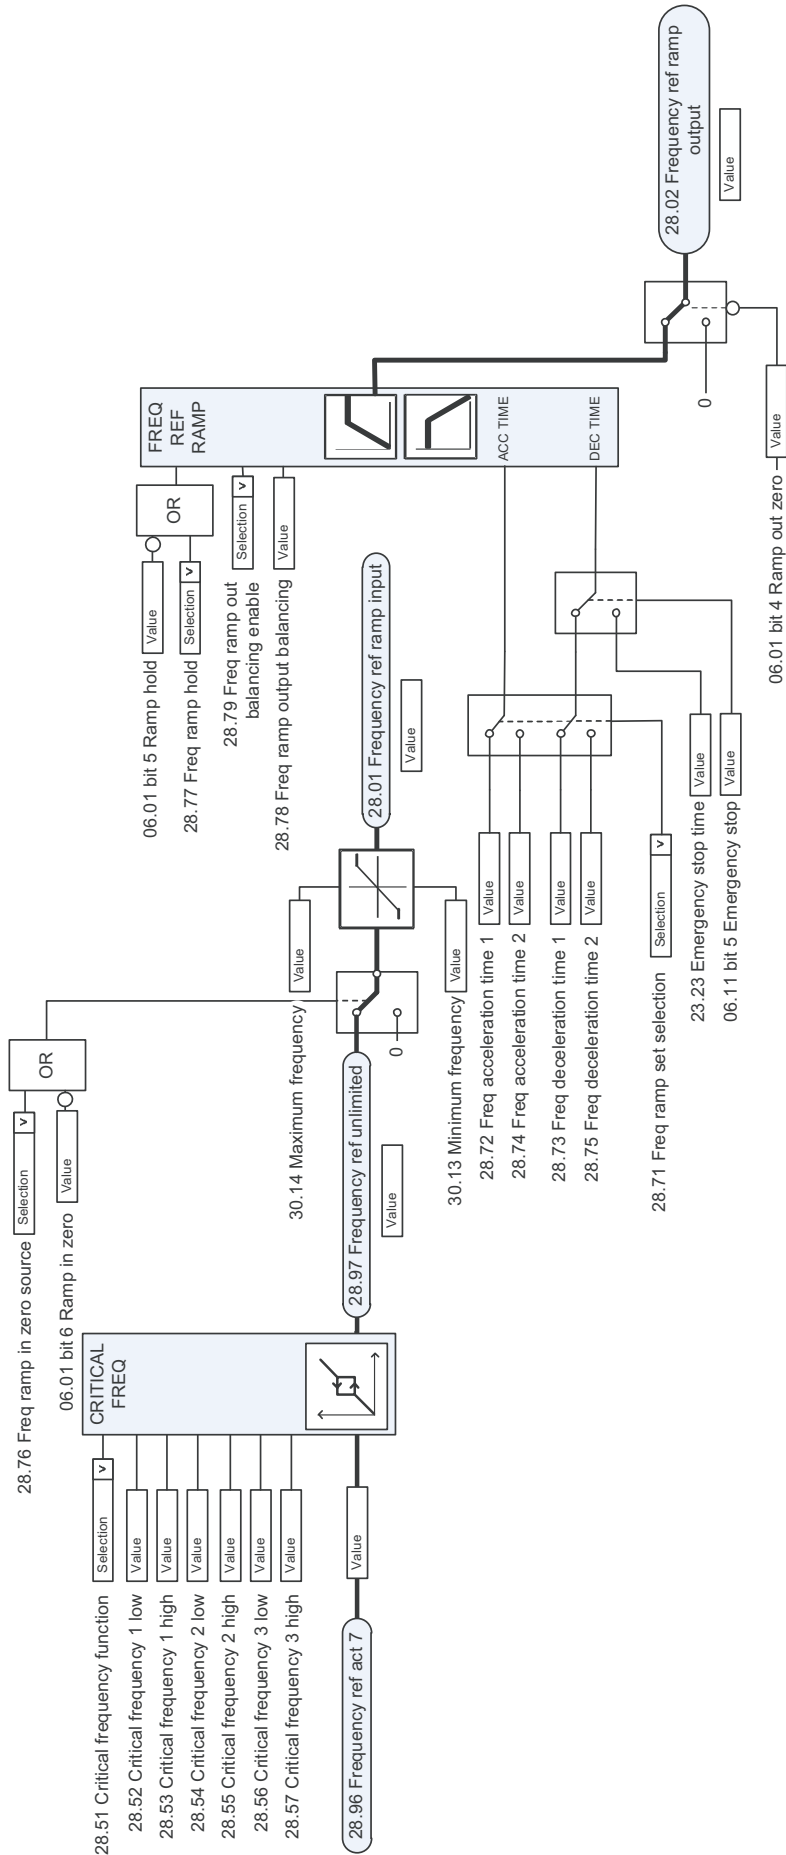 28.76 Freq ramp in zero source
Selection
v
06.01 bit 6 Ramp in zero
Value
OR
28.51 Critical frequency function
Selection
v
28.52 Critical frequency 1 low
Value
28.53 Critical frequency 1 high
Value
28.54 Critical frequency 2 low
Value
28.55 Critical frequency 2 high
Value
28.56 Critical frequency 3 low
Value
28.57 Critical frequency 3 high
Value
CRITICAL
FREQ
28.96 Frequency ref act 7
Value
28.97 Frequency ref unlimited
Value
0
30.14 Maximum frequency
Value
30.13 Minimum frequency
Value
28.01 Frequency ref ramp input
Value
06.01 bit 5 Ramp hold
Value
28.77 Freq ramp hold
Selection
v
OR
28.79 Freq ramp out
balancing enable
Selection
v
28.78 Freq ramp output balancing
Value
FREQ
REF
RAMP
ACC TIME
DEC TIME
28.72 Freq acceleration time 1
Value
28.74 Freq acceleration time 2
Value
28.73 Freq deceleration time 1
Value
28.75 Freq deceleration time 2
Value
28.71 Freq ramp set selection
Selection
v
23.23 Emergency stop time
Value
06.11 bit 5 Emergency stop
Value
0
06.01 bit 4 Ramp out zero
Value
28.02 Frequency ref ramp
output
Value